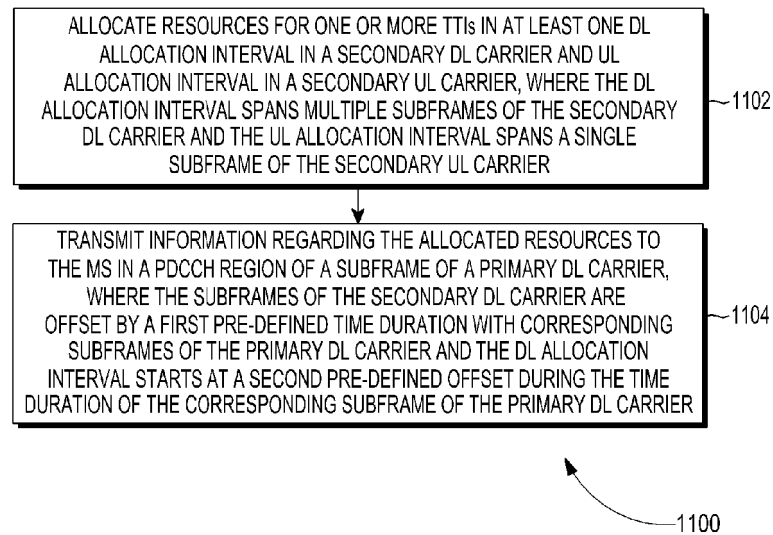 ALLOCATE RESOURCES FOR ONE OR MORE TTIs IN AT LEAST ONE DL
ALLOCATION INTERVAL IN A SECONDARY DL CARRIER AND UL
ALLOCATION INTERVAL IN A SECONDARY UL CARRIER, WHERE THE DL
ALLOCATION INTERVAL SPANS MULTIPLE SUBFRAMES OF THE SECONDARY
DL CARRIER AND THE UL ALLOCATION INTERVAL SPANS A SINGLE
SUBFRAME OF THE SECONDARY UL CARRIER
1102
TRANSMIT INFORMATION REGARDING THE ALLOCATED RESOURCES TO
THE MS IN A PDCCH REGION OF A SUBFRAME OF A PRIMARY DL CARRIER,
WHERE THE SUBFRAMES OF THE SECONDARY DL CARRIER ARE
OFFSET BY A FIRST PRE-DEFINED TIME DURATION WITH CORRESPONDING
SUBFRAMES OF THE PRIMARY DL CARRIER AND THE DL ALLOCATION
INTERVAL STARTS AT A SECOND PRE-DEFINED OFFSET DURING THE TIME
DURATION OF THE CORRESPONDING SUBFRAME OF THE PRIMARY DL CARRIER
1104
1100